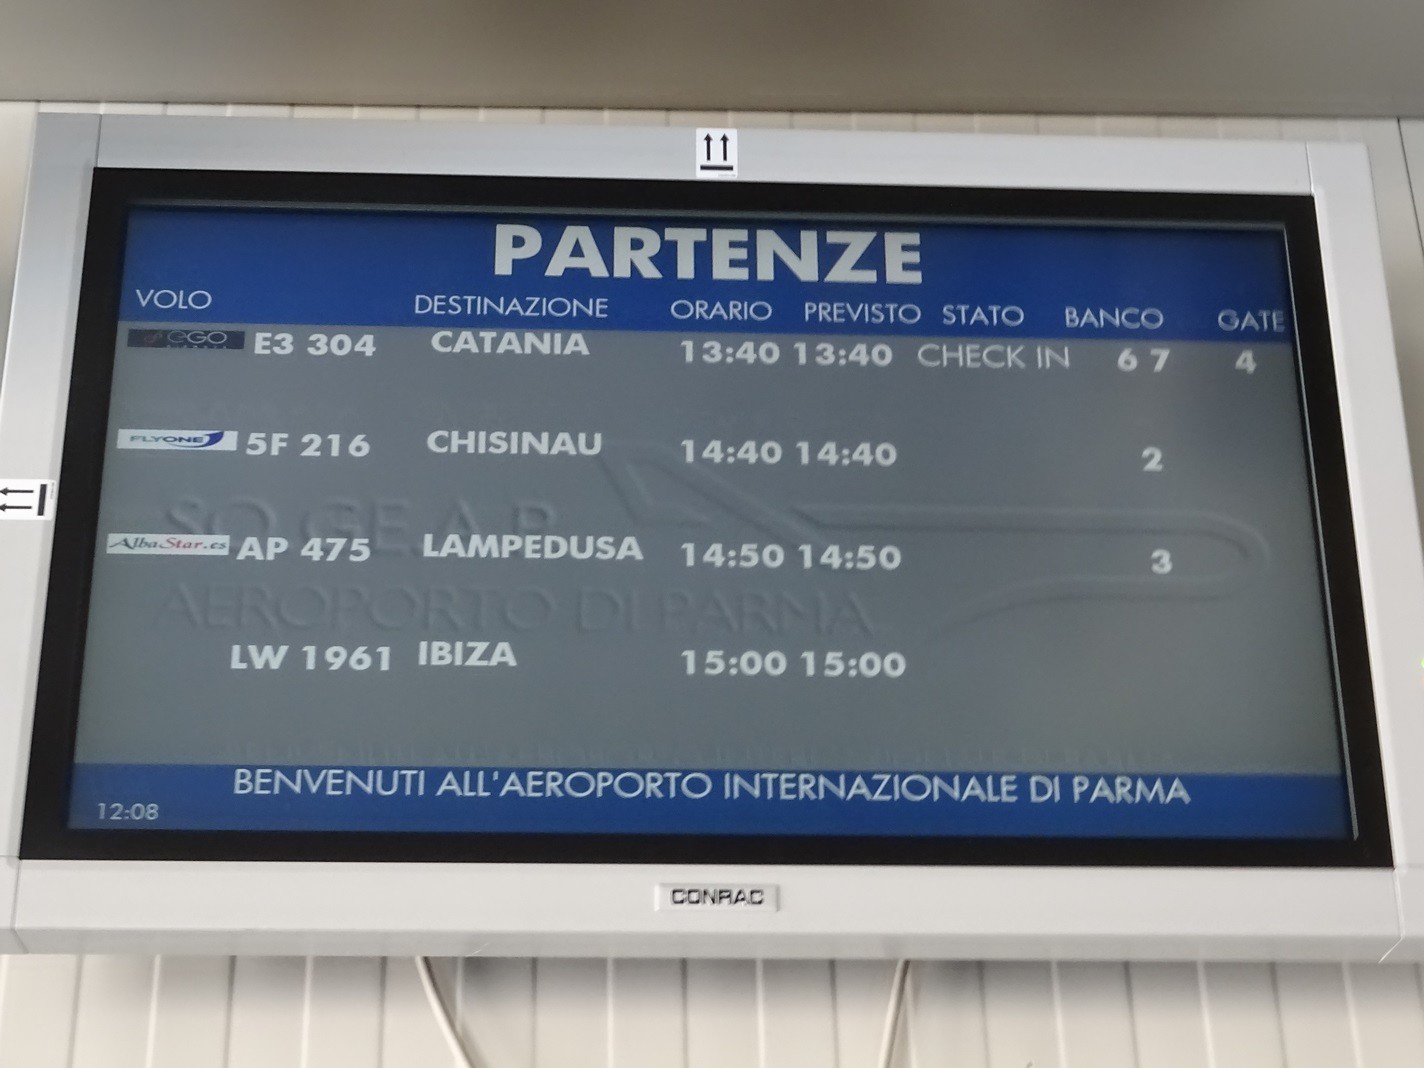 PARTENZE
VOLO DESTINAZIONE ORARIO PREVISTO STATO BANCO GATE
EGO E3 304 CATANIA 13:40 13:40 CHECK IN 6 7 4
FLYONE 5F 216 CHISINAU 14:40 14:40 2
SO.GE.A.P.
AlbaStar.es AP 475 LAMPEDUSA 14:50 14:50 3
AEROPORTO DI PARMA
LW 1961 IBIZA 15:00 15:00
BENVENUTI ALL'AEROPORTO INTERNAZIONALE DI PARMA
12:08
CONRAC